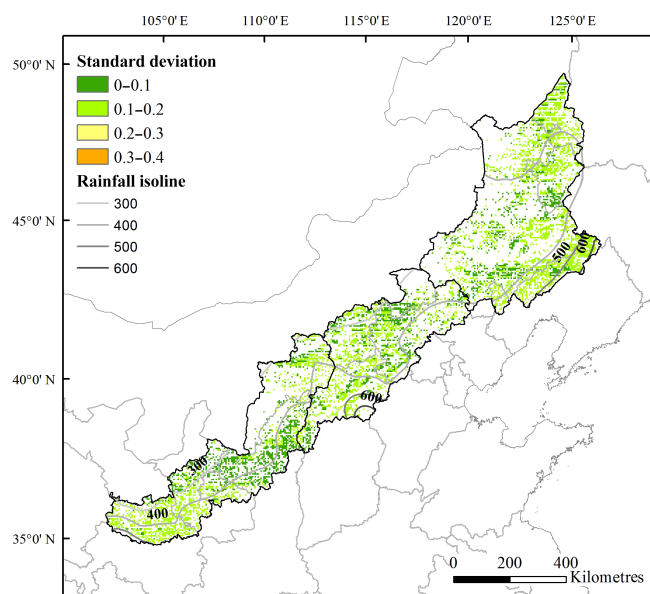 105°0' E 110°0' E 115°0' E 120°0' E 125°0' E
50°0' N
45°0' N
40°0' N
35°0' N
Standard deviation
0–0.1
0.1–0.2
0.2–0.3
0.3–0.4
Rainfall isoline
300
400
500
600
500
600
600
300
400
0 200 400
Kilometres